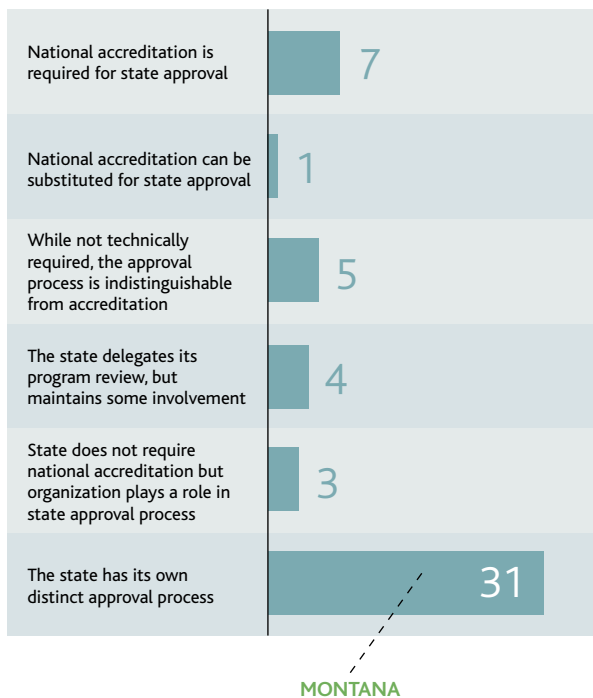 National accreditation is
required for state approval
7
National accreditation can be
substituted for state approval
1
While not technically
required, the approval
process is indistinguishable
from accreditation
5
The state delegates its
program review, but
maintains some involvement
4
State does not require
national accreditation but
organization plays a role in
state approval process
3
The state has its own
distinct approval process
31
MONTANA